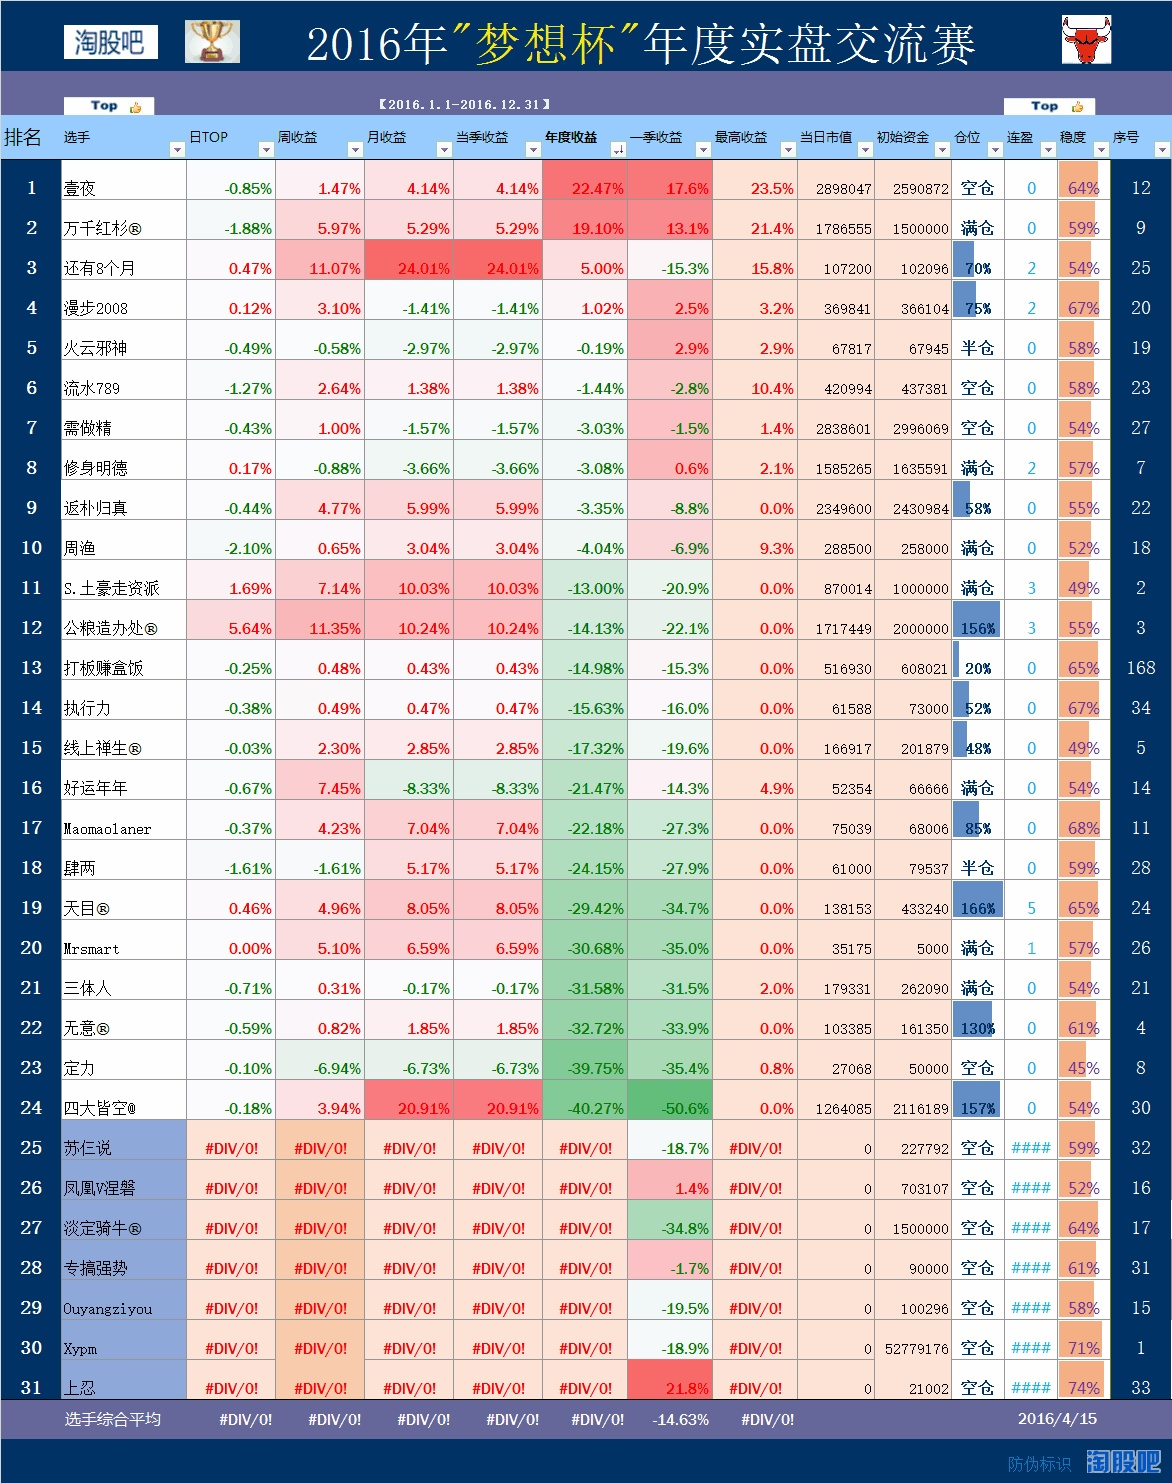 淘股吧 2016年"梦想杯"年度实盘交流赛
Top 【2016.1.1-2016.12.31】 Top
排名 选手 日TOP 周收益 月收益 当季收益 年度收益 一季收益 最高收益 当日市值 初始资金 仓位 连盈 稳度 序号
1 壹夜 -0.85% 1.47% 4.14% 4.14% 22.47% 17.6% 23.5% 2898047 2590872 空仓 0 64% 12
2 万千红杉® -1.88% 5.97% 5.29% 5.29% 19.10% 13.1% 21.4% 1786555 1500000 满仓 0 59% 9
3 还有8个月 0.47% 11.07% 24.01% 24.01% 5.00% -15.3% 15.8% 107200 102096 70% 2 54% 25
4 漫步2008 0.12% 3.10% -1.41% -1.41% 1.02% 2.5% 3.2% 369841 366104 75% 2 67% 20
5 火云邪神 -0.49% -0.58% -2.97% -2.97% -0.19% 2.9% 2.9% 67817 67945 半仓 0 58% 19
6 流水789 -1.27% 2.64% 1.38% 1.38% -1.44% -2.8% 10.4% 420994 437381 空仓 0 58% 23
7 需做精 -0.43% 1.00% -1.57% -1.57% -3.03% -1.5% 1.4% 2838601 2996069 空仓 0 54% 27
8 修身明德 0.17% -0.88% -3.66% -3.66% -3.08% 0.6% 2.1% 1585265 1635591 满仓 2 57% 7
9 返朴归真 -0.44% 4.77% 5.99% 5.99% -3.35% -8.8% 0.0% 2349600 2430984 58% 0 55% 22
10 周渔 -2.10% 0.65% 3.04% 3.04% -4.04% -6.9% 9.3% 288500 258000 满仓 0 52% 18
11 S.土豪走资派 1.69% 7.14% 10.03% 10.03% -13.00% -20.9% 0.0% 870014 1000000 满仓 3 49% 2
12 公粮造办处® 5.64% 11.35% 10.24% 10.24% -14.13% -22.1% 0.0% 1717449 2000000 156% 3 55% 3
13 打板赚盒饭 -0.25% 0.48% 0.43% 0.43% -14.98% -15.3% 0.0% 516930 608021 20% 0 65% 168
14 执行力 -0.38% 0.49% 0.47% 0.47% -15.63% -16.0% 0.0% 61588 73000 52% 0 67% 34
15 线上禅生® -0.03% 2.30% 2.85% 2.85% -17.32% -19.6% 0.0% 166917 201879 48% 0 49% 5
16 好运年年 -0.67% 7.45% -8.33% -8.33% -21.47% -14.3% 4.9% 52354 66666 满仓 0 54% 14
17 Maomaolaner -0.37% 4.23% 7.04% 7.04% -22.18% -27.3% 0.0% 75039 68006 85% 0 68% 11
18 肆两 -1.61% -1.61% 5.17% 5.17% -24.15% -27.9% 0.0% 61000 79537 半仓 0 59% 28
19 天目® 0.46% 4.96% 8.05% 8.05% -29.42% -34.7% 0.0% 138153 433240 166% 5 65% 24
20 Mrsmart 0.00% 5.10% 6.59% 6.59% -30.68% -35.0% 0.0% 35175 5000 满仓 1 57% 26
21 三体人 -0.71% 0.31% -0.17% -0.17% -31.58% -31.5% 2.0% 179331 262090 满仓 0 54% 21
22 无意® -0.59% 0.82% 1.85% 1.85% -32.72% -33.9% 0.0% 103385 161350 130% 0 61% 4
23 定力 -0.10% -6.94% -6.73% -6.73% -39.75% -35.4% 0.8% 27068 50000 空仓 0 45% 8
24 四大皆空@ -0.18% 3.94% 20.91% 20.91% -40.27% -50.6% 0.0% 1264085 2116189 157% 0 54% 30
25 苏仨说 #DIV/0! #DIV/0! #DIV/0! #DIV/0! #DIV/0! -18.7% #DIV/0! 0 227792 空仓 #### 59% 32
26 凤凰V涅磐 #DIV/0! #DIV/0! #DIV/0! #DIV/0! #DIV/0! 1.4% #DIV/0! 0 703107 空仓 #### 52% 16
27 淡定骑牛® #DIV/0! #DIV/0! #DIV/0! #DIV/0! #DIV/0! -34.8% #DIV/0! 0 1500000 空仓 #### 64% 17
28 专搞强势 #DIV/0! #DIV/0! #DIV/0! #DIV/0! #DIV/0! -1.7% #DIV/0! 0 90000 空仓 #### 61% 31
29 Ouyangziyou #DIV/0! #DIV/0! #DIV/0! #DIV/0! #DIV/0! -19.5% #DIV/0! 0 100296 空仓 #### 58% 15
30 Xypm #DIV/0! #DIV/0! #DIV/0! #DIV/0! #DIV/0! -18.9% #DIV/0! 0 52779176 空仓 #### 71% 1
31 上忍 #DIV/0! #DIV/0! #DIV/0! #DIV/0! #DIV/0! 21.8% #DIV/0! 0 21002 空仓 #### 74% 33
选手综合平均 #DIV/0! #DIV/0! #DIV/0! #DIV/0! #DIV/0! -14.63% #DIV/0! 2016/4/15
防伪标识 淘股吧